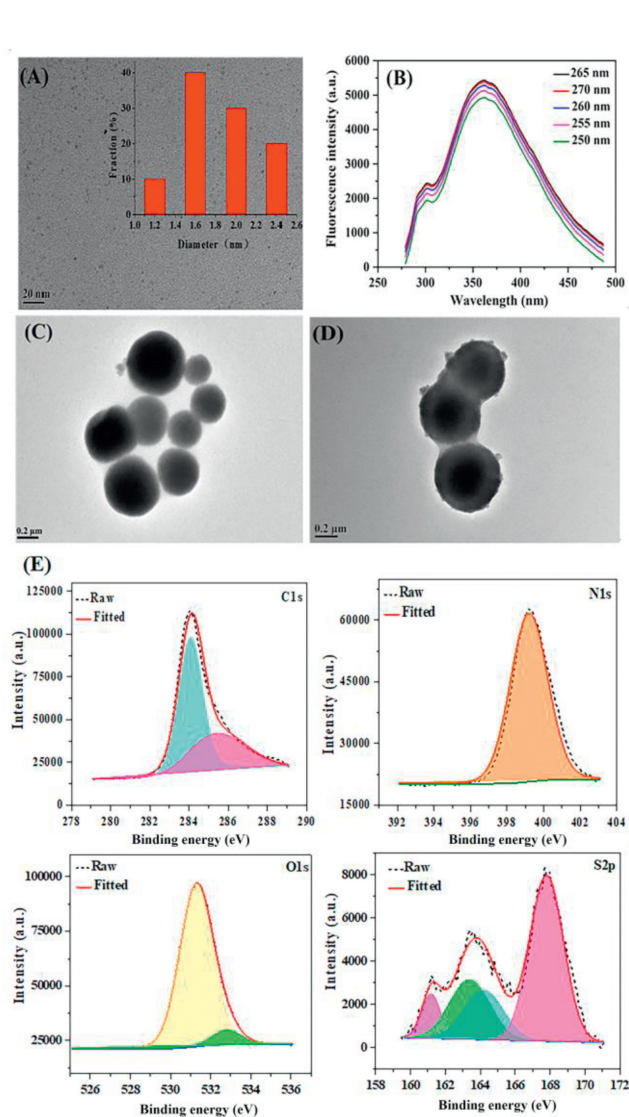 (A)
40
30
20
10
0
Fraction (%)
1.0 1.2 1.4 1.6 1.8 2.0 2.2 2.4 2.6
Diameter (nm)
20 nm
(B)
6000
5000
4000
3000
2000
1000
0
Fluorescence intensity (a.u.)
265 nm
270 nm
260 nm
255 nm
250 nm
250 300 350 400 450 500
Wavelength (nm)
(C)
0.2 μm
(D)
0.2 μm
(E)
Raw
Fitted
C1s
125000
100000
75000
50000
25000
0
Intensity (a.u.)
278 280 282 284 286 288 290
Binding energy (eV)
Raw
Fitted
N1s
60000
45000
30000
15000
Intensity (a.u.)
392 394 396 398 400 402 404
Binding energy (eV)
Raw
Fitted
O1s
100000
75000
50000
25000
Intensity (a.u.)
526 528 530 531 532 534 536
Binding energy (eV)
Raw
Fitted
S2p
8000
6000
4000
2000
0
Intensity (a.u.)
158 160 162 164 166 168 170 172
Binding energy (eV)